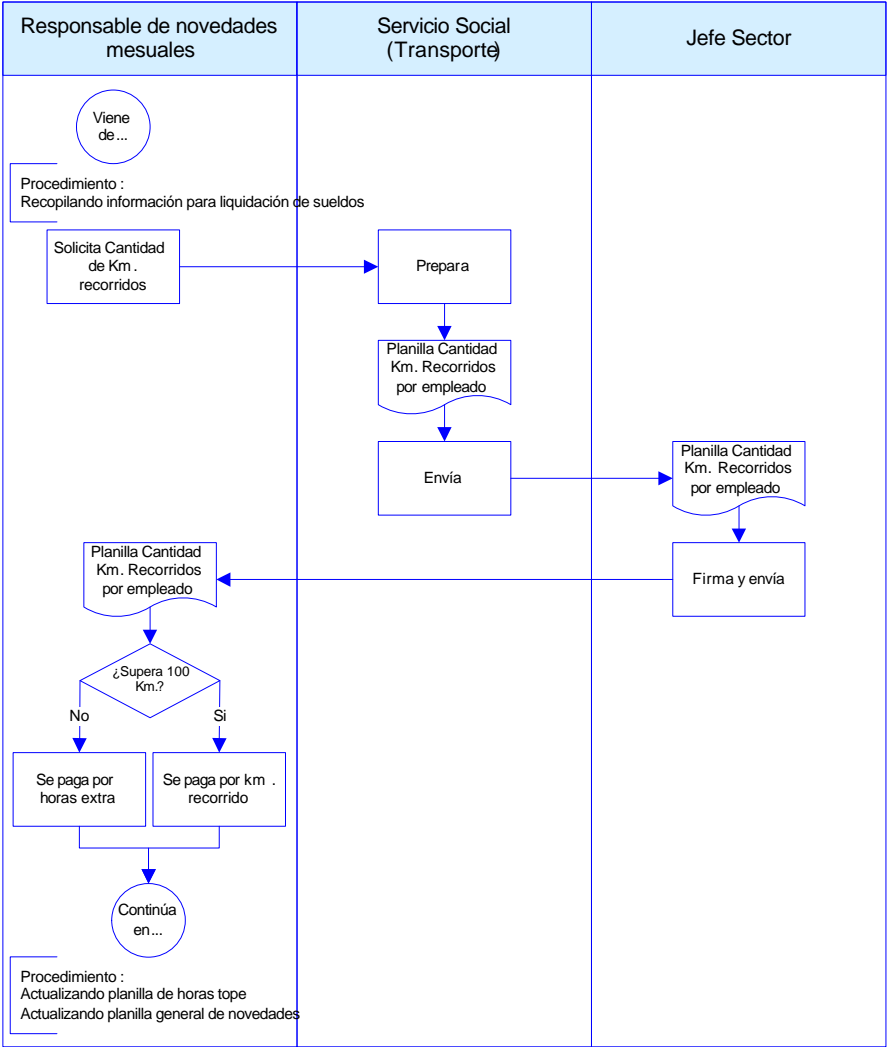 Responsable de novedades
mesuales
Servicio Social
(Transporte)
Jefe Sector
Viene
de...
Procedimiento :
Recopilando información para liquidación de sueldos
Solicita Cantidad
de Km.
recorridos
Prepara
Planilla Cantidad
Km. Recorridos
por empleado
Envía
Planilla Cantidad
Km. Recorridos
por empleado
Firma y envía
Planilla Cantidad
Km. Recorridos
por empleado
¿Supera 100
Km.?
No
Si
Se paga por
horas extra
Se paga por km .
recorrido
Continúa
en...
Procedimiento :
Actualizando planilla de horas tope
Actualizando planilla general de novedades